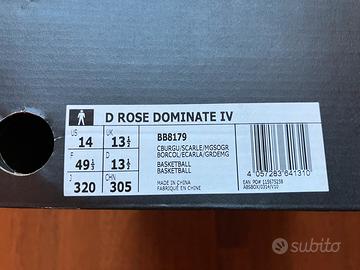 D ROSE DOMINATE IV
US 14
UK 13½
F 49⅓
D 13½
J 320
CHN 305
BB8179
CBURGU/SCARLE/MGSOGR
BORCOL/ECARLA/GRDEMG
BASKETBALL
BASKETBALL
MADE IN CHINA
FABRIQUÉ EN CHINE
4 057283 641310
subito